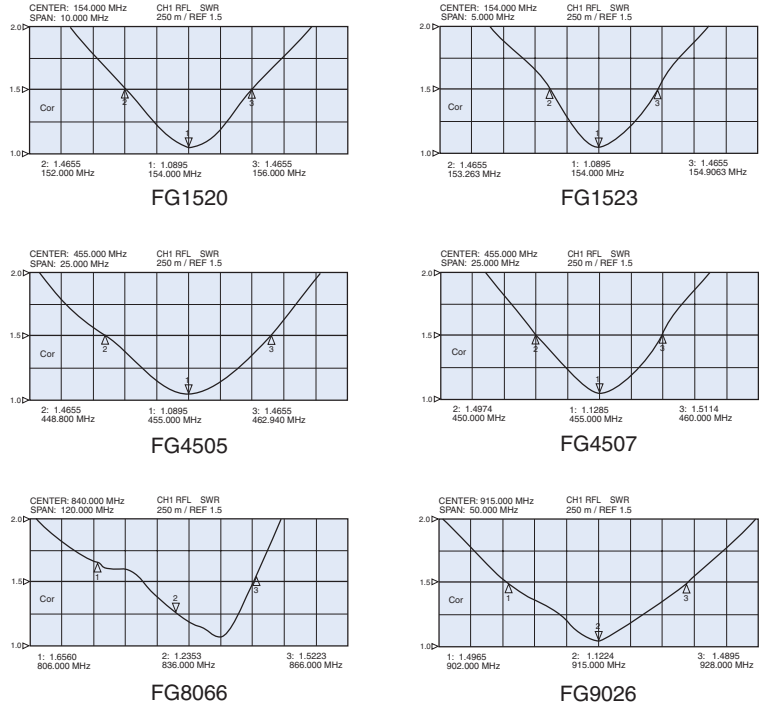 CENTER: 154.000 MHz CH1 RFL SWR
SPAN: 10.000 MHz 250 m / REF 1.5
2.0
1.5
Cor
2
1
3
1.0
2: 1.4655 1: 1.0895 3: 1.4655
152.000 MHz 154.000 MHz 156.000 MHz
FG1520
CENTER: 154.000 MHz CH1 RFL SWR
SPAN: 5.000 MHz 250 m / REF 1.5
2.0
1.5
Cor
2
1
3
1.0
2: 1.4655 1: 1.0895 3: 1.4655
153.263 MHz 154.000 MHz 154.9063 MHz
FG1523
CENTER: 455.000 MHz CH1 RFL SWR
SPAN: 25.000 MHz 250 m / REF 1.5
2.0
1.5
Cor
2
1
3
1.0
2: 1.4655 1: 1.0895 3: 1.4655
448.800 MHz 455.000 MHz 462.940 MHz
FG4505
CENTER: 455.000 MHz CH1 RFL SWR
SPAN: 25.000 MHz 250 m / REF 1.5
2.0
1.5
Cor
2
1
3
1.0
2: 1.4974 1: 1.1285 3: 1.5114
450.000 MHz 455.000 MHz 460.000 MHz
FG4507
CENTER: 840.000 MHz CH1 RFL SWR
SPAN: 120.000 MHz 250 m / REF 1.5
2.0
1.5
Cor
1
2
3
1.0
1: 1.6560 2: 1.2353 3: 1.5223
806.000 MHz 836.000 MHz 866.000 MHz
FG8066
CENTER: 915.000 MHz CH1 RFL SWR
SPAN: 50.000 MHz 250 m / REF 1.5
2.0
1.5
Cor
1
2
3
1.0
1: 1.4965 2: 1.1224 3: 1.4895
902.000 MHz 915.000 MHz 928.000 MHz
FG9026